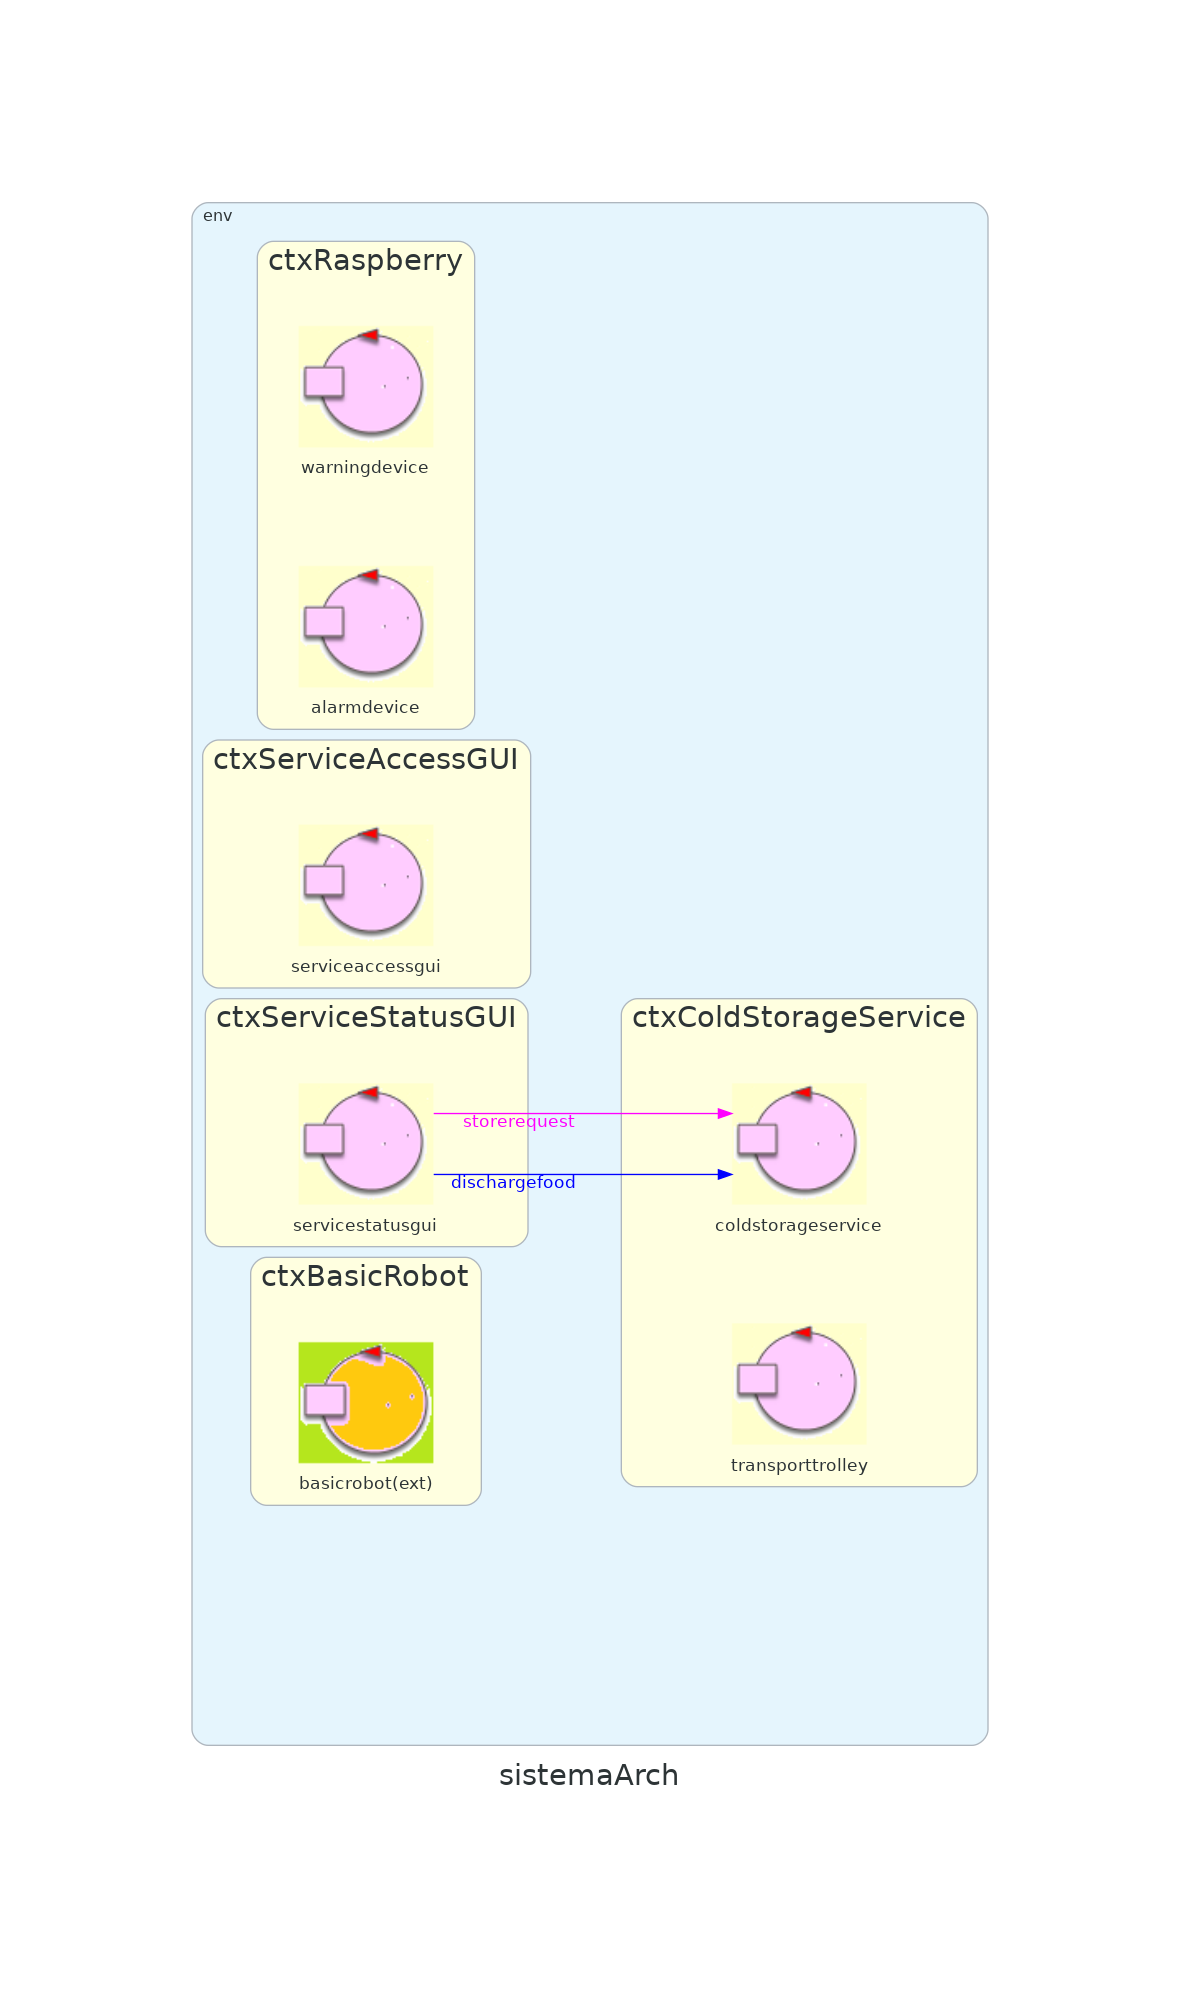 env
ctxRaspberry
warningdevice
alarmdevice
ctxServiceAccessGUI
serviceaccessgui
ctxServiceStatusGUI
servicestatusgui
storerequest
dischargefood
ctxColdStorageService
coldstorageservice
transporttrolley
ctxBasicRobot
basicrobot(ext)
sistemaArch